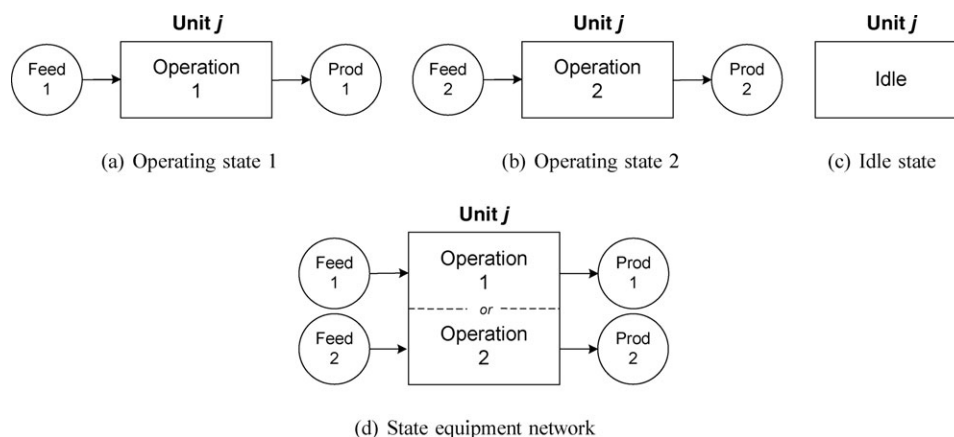 Unit j
Unit j
Unit j
Feed
1
Operation
1
Prod
1
Feed
2
Operation
2
Prod
2
Idle
(a) Operating state 1
(b) Operating state 2
(c) Idle state
Unit j
Feed
1
Operation
1
Prod
1
or
Feed
2
Operation
2
Prod
2
(d) State equipment network